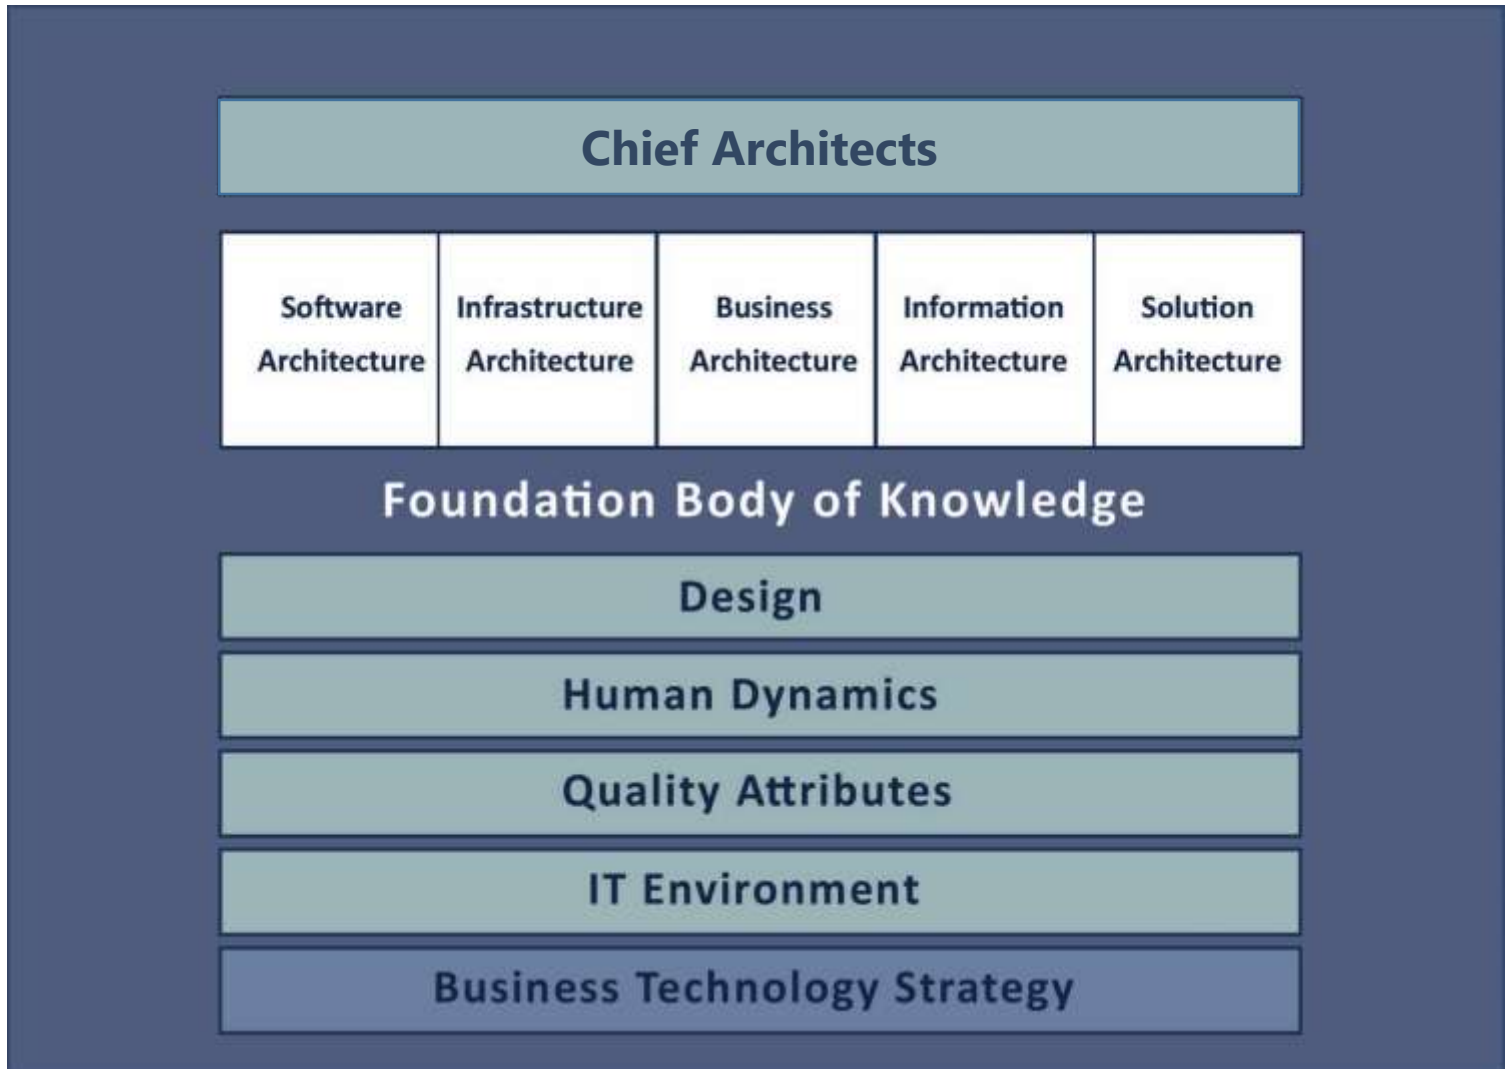 Chief Architects
Software Infrastructure Business Information Solution
Architecture Architecture Architecture Architecture Architecture
Foundation Body of Knowledge
Design
Human Dynamics
Quality Attributes
IT Environment
Business Technology Strategy